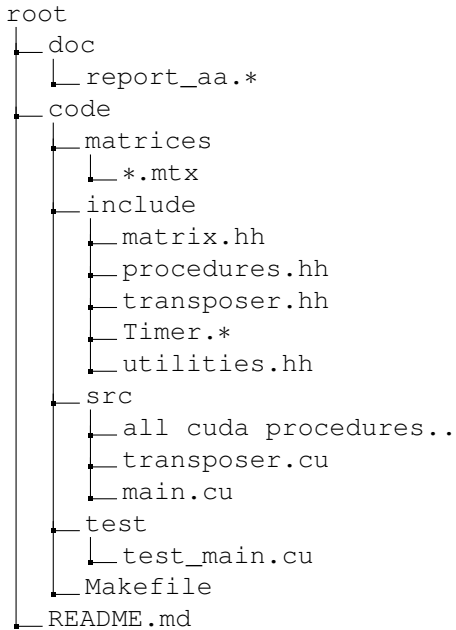 root
doc
report_aa.*
code
matrices
*.mtx
include
matrix.hh
procedures.hh
transposer.hh
Timer.*
utilities.hh
src
all cuda procedures..
transposer.cu
main.cu
test
test_main.cu
Makefile
README.md